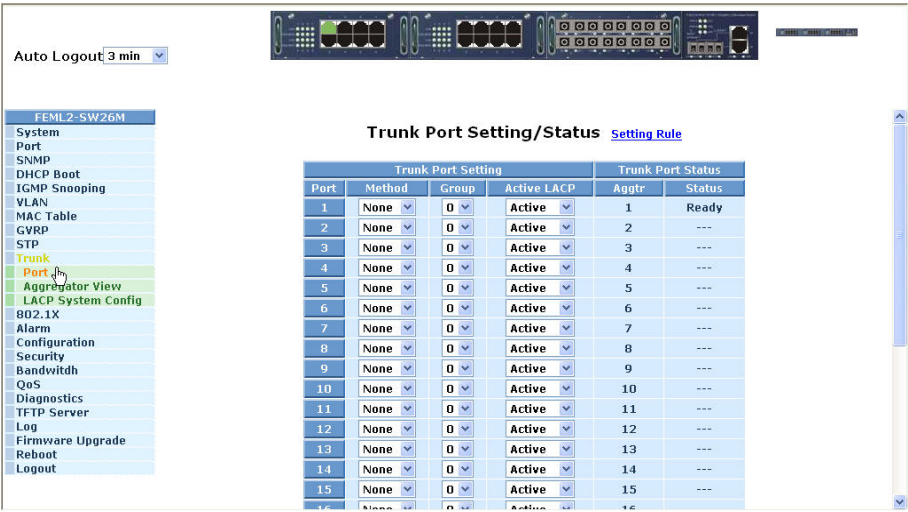 Auto Logout 3 min
FEML2-SW26M
System
Port
SNMP
DHCP Boot
IGMP Snooping
VLAN
MAC Table
GVRP
STP
Trunk
Port
Aggregator View
LACP System Config
802.1X
Alarm
Configuration
Security
Bandwitdh
QoS
Diagnostics
TFTP Server
Log
Firmware Upgrade
Reboot
Logout
Trunk Port Setting/Status Setting Rule
Trunk Port Setting Trunk Port Status
Port Method Group Active LACP Aggtr Status
1 None 0 Active 1 Ready
2 None 0 Active 2 ---
3 None 0 Active 3 ---
4 None 0 Active 4 ---
5 None 0 Active 5 ---
6 None 0 Active 6 ---
7 None 0 Active 7 ---
8 None 0 Active 8 ---
9 None 0 Active 9 ---
10 None 0 Active 10 ---
11 None 0 Active 11 ---
12 None 0 Active 12 ---
13 None 0 Active 13 ---
14 None 0 Active 14 ---
15 None 0 Active 15 ---
16 None 0 Active 16 ---